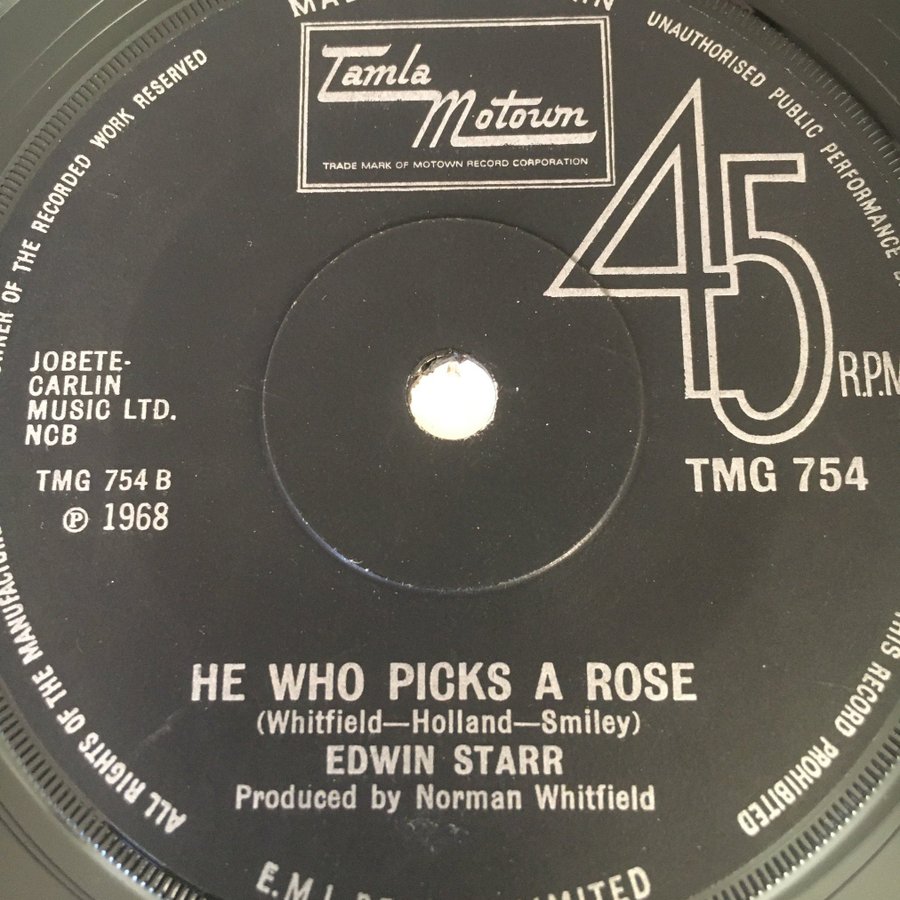 Tamla
Motown
TRADE MARK OF MOTOWN RECORD CORPORATION
45
R.P.M
TMG 754
JOBETE-
CARLIN
MUSIC LTD.
NCB
TMG 754 B
℗ 1968
HE WHO PICKS A ROSE
(Whitfield—Holland—Smiley)
EDWIN STARR
Produced by Norman Whitfield
ALL RIGHTS OF THE MANUFACTURE
OF THE RECORDED WORK RESERVED
UNAUTHORISED PUBLIC PERFORMANCE
THIS RECORD PROHIBITED
E.M.I.